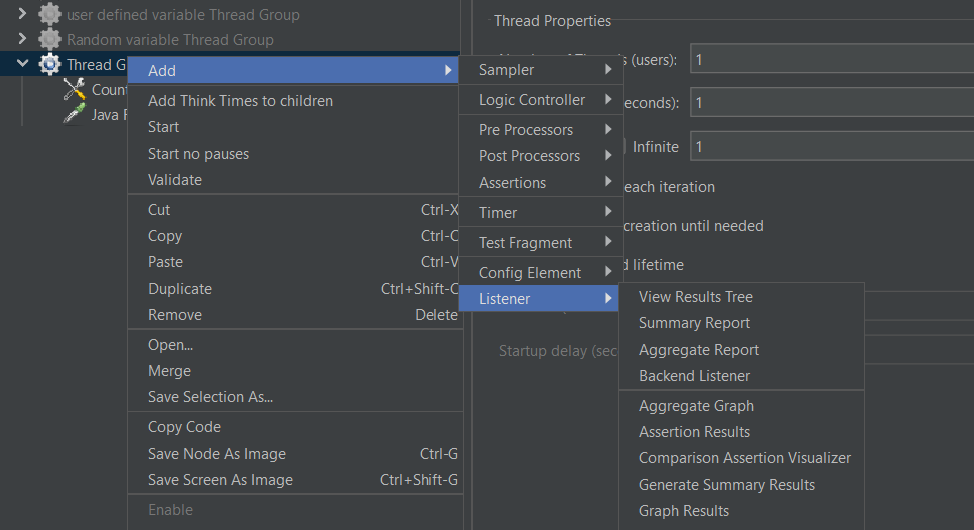 user defined variable Thread Group
Random variable Thread Group
Thread G
Count
Java
Add
Add Think Times to children
Start
Start no pauses
Validate
Cut Ctrl-X
Copy Ctrl-C
Paste Ctrl-V
Duplicate Ctrl+Shift-C
Remove Delete
Open...
Merge
Save Selection As...
Copy Code
Save Node As Image Ctrl-G
Save Screen As Image Ctrl+Shift-G
Enable
Sampler
Logic Controller
Pre Processors
Post Processors
Assertions
Timer
Test Fragment
Config Element
Listener
View Results Tree
Summary Report
Aggregate Report
Backend Listener
Aggregate Graph
Assertion Results
Comparison Assertion Visualizer
Generate Summary Results
Graph Results
Thread Properties
(users): 1
econds): 1
Infinite 1
each iteration
creation until needed
d lifetime
Startup delay (sec